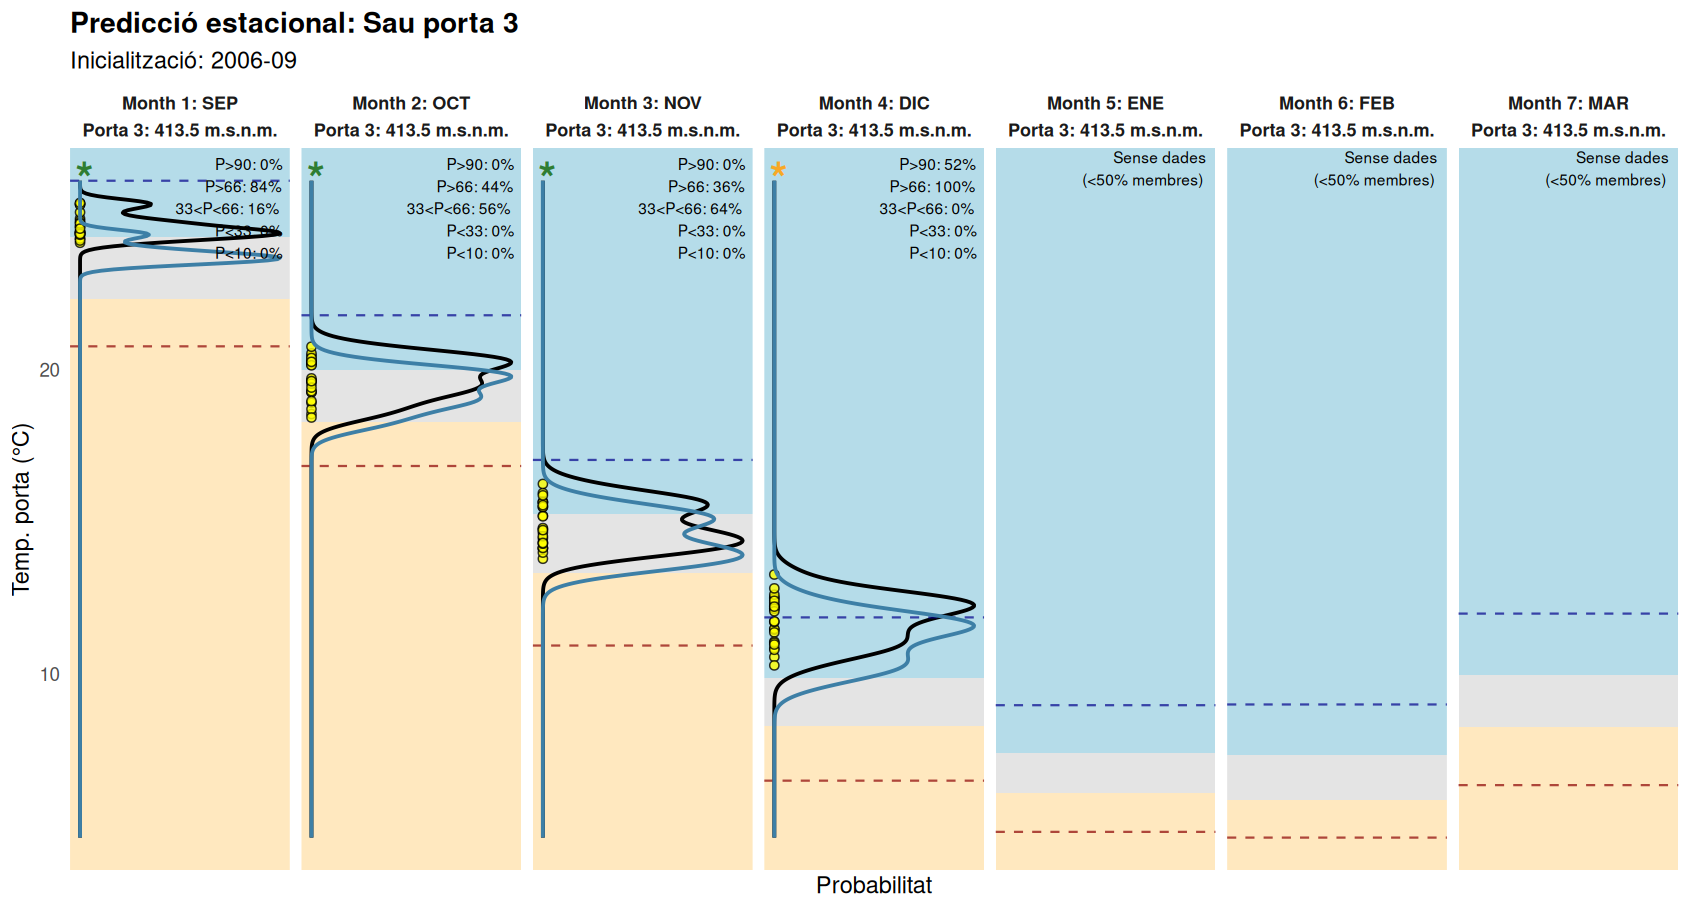 Predicció estacional: Sau porta 3
Inicialització: 2006-09
Month 1: SEP
Porta 3: 413.5 m.s.n.m.
Month 2: OCT
Porta 3: 413.5 m.s.n.m.
Month 3: NOV
Porta 3: 413.5 m.s.n.m.
Month 4: DIC
Porta 3: 413.5 m.s.n.m.
Month 5: ENE
Porta 3: 413.5 m.s.n.m.
Month 6: FEB
Porta 3: 413.5 m.s.n.m.
Month 7: MAR
Porta 3: 413.5 m.s.n.m.
*
P>90: 0%
P>66: 84%
33<P<66: 16%
P<33: 0%
P<10: 0%
*
P>90: 0%
P>66: 44%
33<P<66: 56%
P<33: 0%
P<10: 0%
*
P>90: 0%
P>66: 36%
33<P<66: 64%
P<33: 0%
P<10: 0%
*
P>90: 52%
P>66: 100%
33<P<66: 0%
P<33: 0%
P<10: 0%
Sense dades
(<50% membres)
Sense dades
(<50% membres)
Sense dades
(<50% membres)
20
10
Temp. porta (°C)
Probabilitat